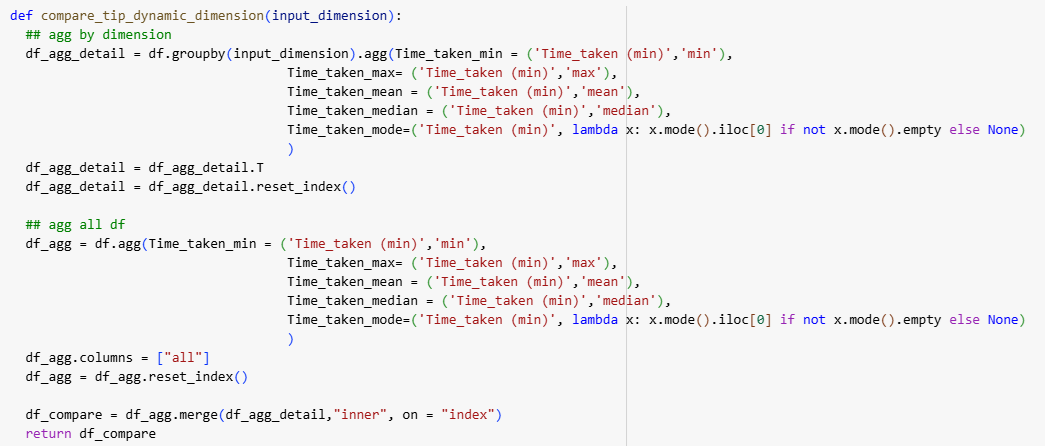 def compare_tip_dynamic_dimension(input_dimension):
  ## agg by dimension
  df_agg_detail = df.groupby(input_dimension).agg(Time_taken_min = ('Time_taken (min)','min'),
                                    Time_taken_max= ('Time_taken (min)','max'),
                                    Time_taken_mean = ('Time_taken (min)','mean'),
                                    Time_taken_median = ('Time_taken (min)','median'),
                                    Time_taken_mode=('Time_taken (min)', lambda x: x.mode().iloc[0] if not x.mode().empty else None)
                                    )
  df_agg_detail = df_agg_detail.T
  df_agg_detail = df_agg_detail.reset_index()

  ## agg all df
  df_agg = df.agg(Time_taken_min = ('Time_taken (min)','min'),
                                    Time_taken_max= ('Time_taken (min)','max'),
                                    Time_taken_mean = ('Time_taken (min)','mean'),
                                    Time_taken_median = ('Time_taken (min)','median'),
                                    Time_taken_mode=('Time_taken (min)', lambda x: x.mode().iloc[0] if not x.mode().empty else None)
                                    )
  df_agg.columns = ["all"]
  df_agg = df_agg.reset_index()

  df_compare = df_agg.merge(df_agg_detail,"inner", on = "index")
  return df_compare